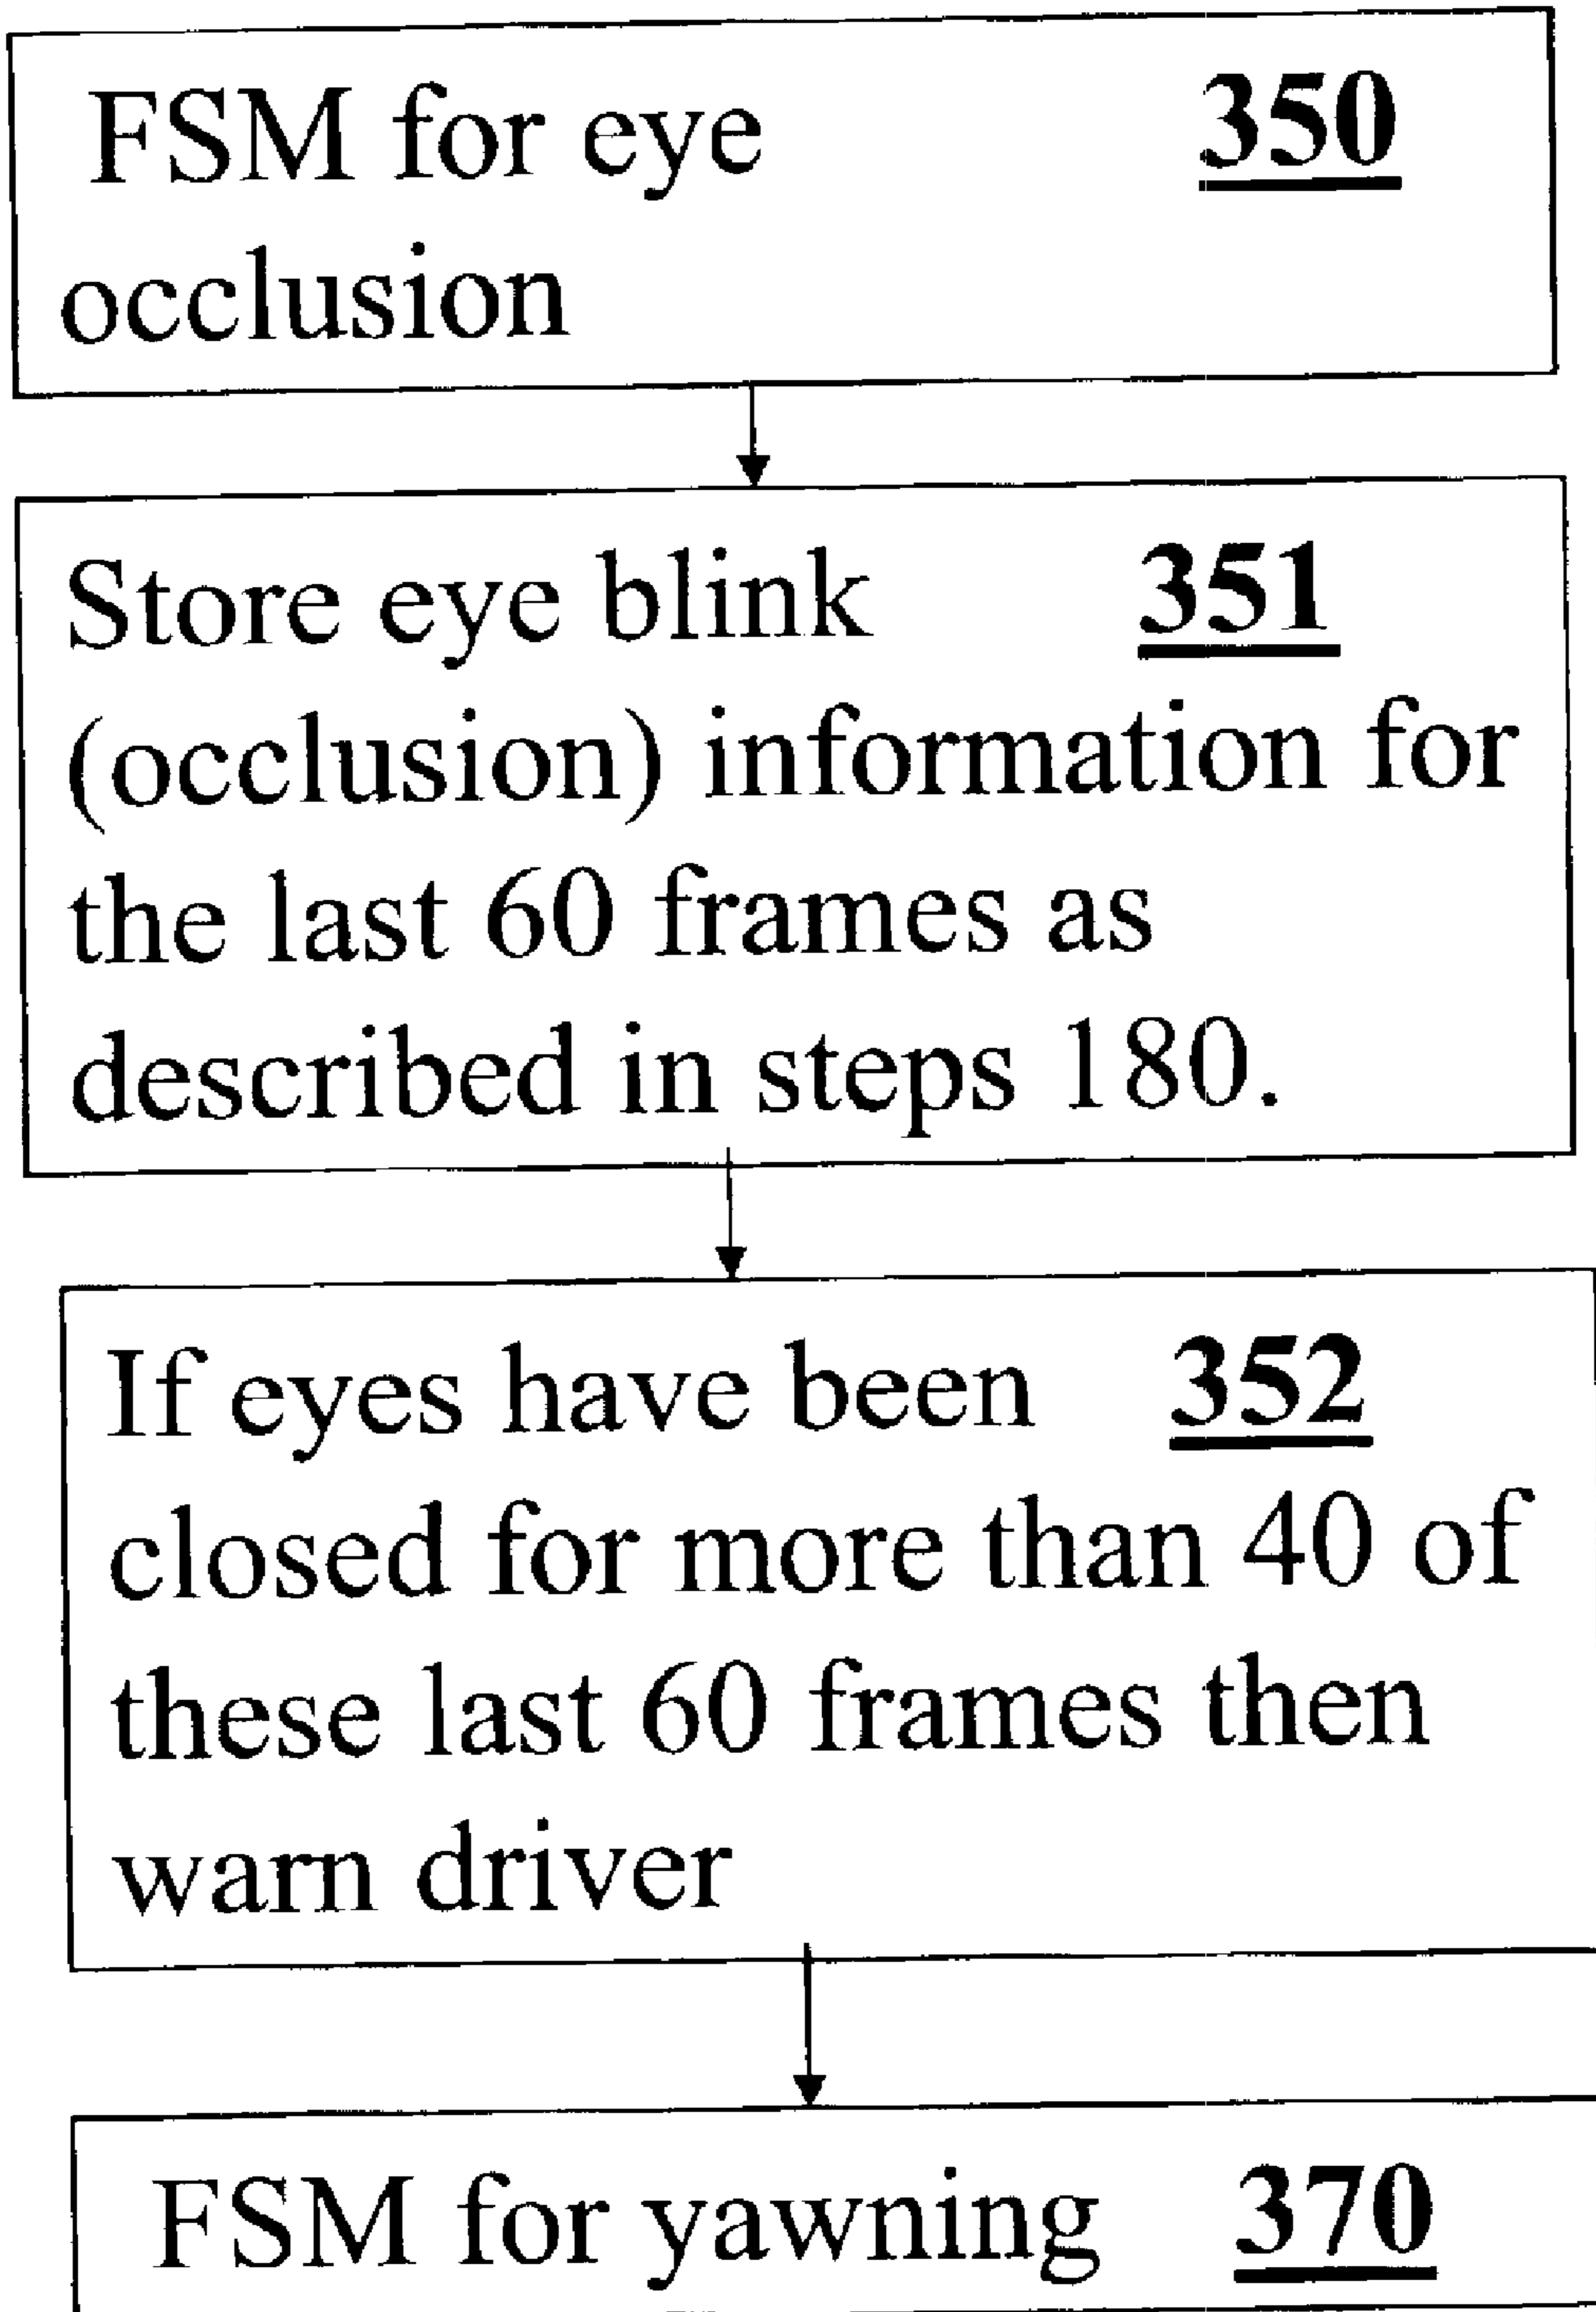 FSM for eye 350
occlusion
Store eye blink 351
(occlusion) information for
the last 60 frames as
described in steps 180.
If eyes have been 352
closed for more than 40 of
these last 60 frames then
warn driver
FSM for yawning 370